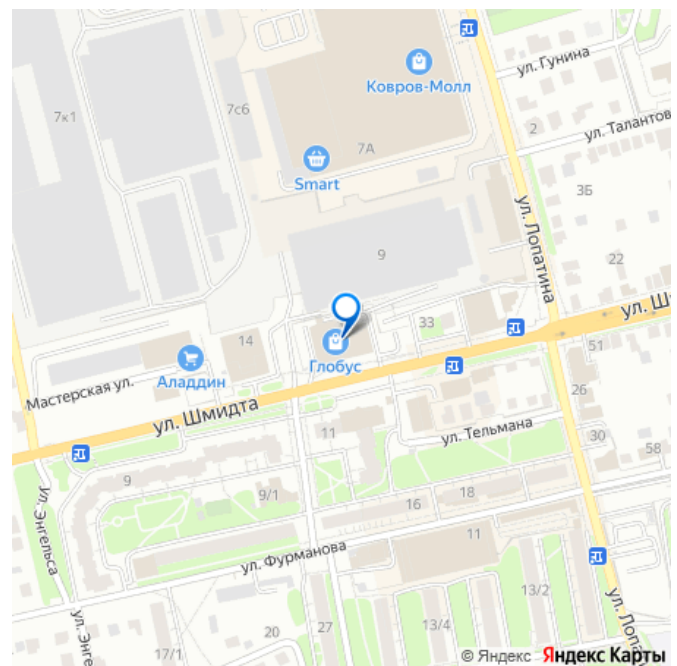 ул. Гунина
Ковров-Молл
7к1
7с6
2
ул. Талантов
7А
Smart
3Б
ул. Лопатина
9
22
ул. Ш
33
14
Глобус
51
Аладдин
Мастерская ул.
ул. Шмидта
26
11
ул. Тельмана
30
58
9
9/1
18
16
ул. Энгельса
11
ул. Фурманова
13/2
ул. Энге
20
27
13/4
ул. Лопа
17/1
© Яндекс Яндекс Карты